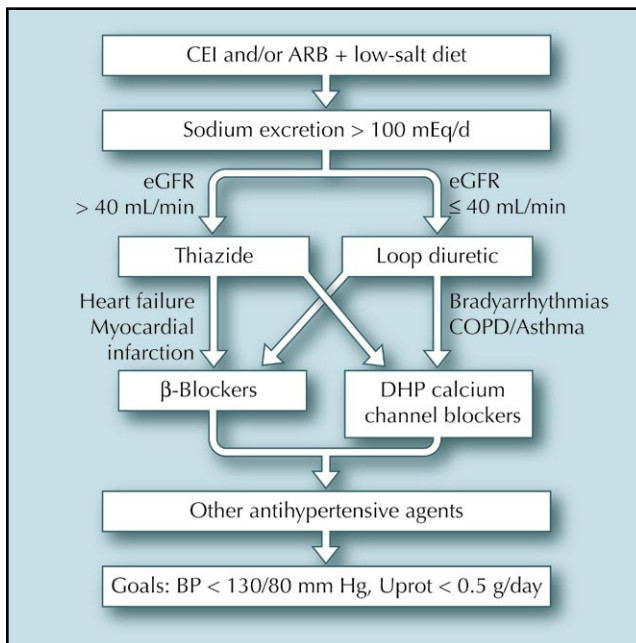 CEI and/or ARB + low-salt diet
Sodium excretion > 100 mEq/d
eGFR
> 40 mL/min
eGFR
≤ 40 mL/min
Thiazide
Loop diuretic
Heart failure
Myocardial
infarction
Bradyarrhythmias
COPD/Asthma
β-Blockers
DHP calcium
channel blockers
Other antihypertensive agents
Goals: BP < 130/80 mm Hg, Uprot < 0.5 g/day